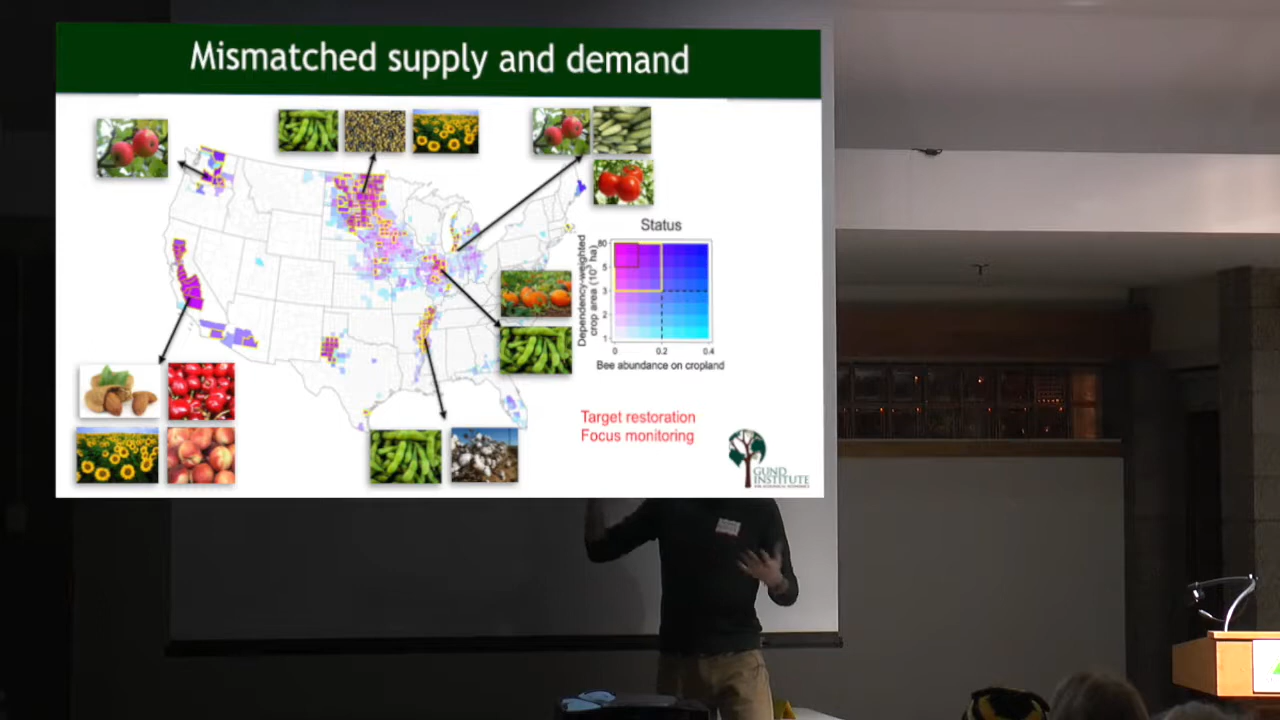 Mismatched supply and demand
Status
Dependency-weighted
crop area (10³ ha)
80
5
3
2
1
0
0.2
0.4
Bee abundance on cropland
Target restoration
Focus monitoring
GUND
INSTITUTE